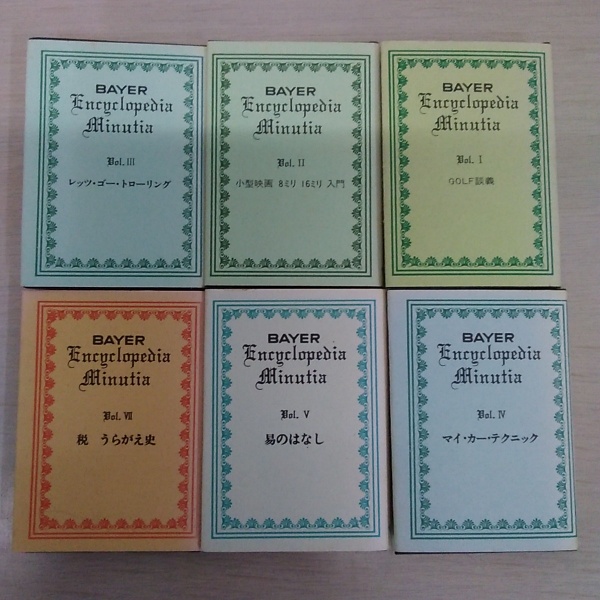 BAYER
Encyclopedia
Minutia
Vol. III
レッツ・ゴー・トローリング
BAYER
Encyclopedia
Minutia
Vol. II
小型映画 8ミリ 16ミリ 入門
BAYER
Encyclopedia
Minutia
Vol. I
GOLF談義
BAYER
Encyclopedia
Minutia
Vol. VII
税 うらがえ史
BAYER
Encyclopedia
Minutia
Vol. V
易のはなし
BAYER
Encyclopedia
Minutia
Vol. IV
マイ・カー・テクニック